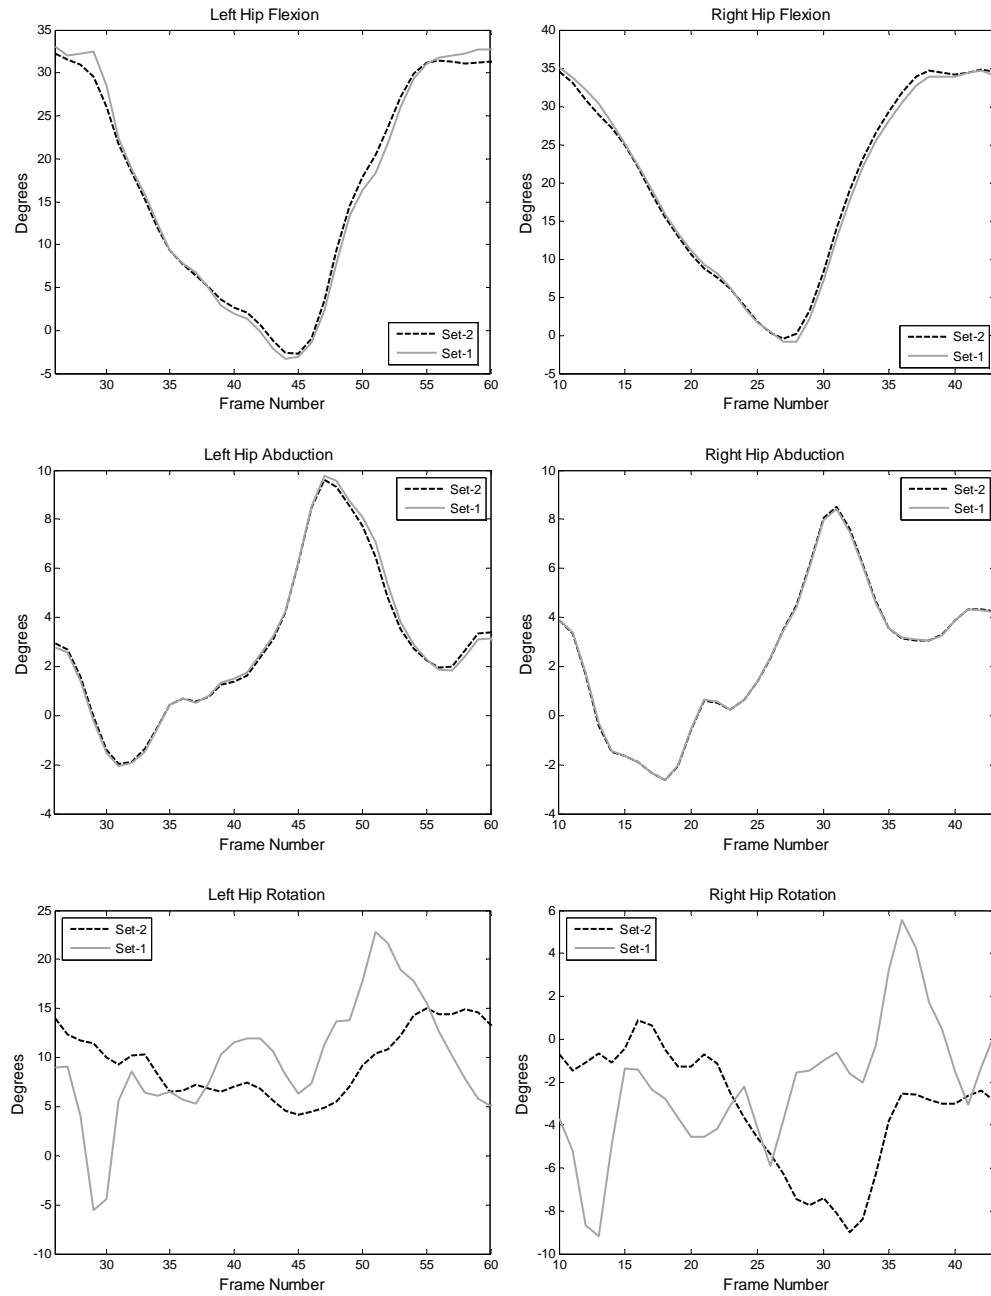 Left Hip Flexion
35
30
25
20
15
10
5
0
-5
Degrees
Set-2
Set-1
30 35 40 45 50 55 60
Frame Number
Right Hip Flexion
40
35
30
25
20
15
10
5
0
-5
Degrees
Set-2
Set-1
10 15 20 25 30 35 40
Frame Number
Left Hip Abduction
10
8
6
4
2
0
-2
-4
Degrees
Set-2
Set-1
30 35 40 45 50 55 60
Frame Number
Right Hip Abduction
10
8
6
4
2
0
-2
-4
Degrees
Set-2
Set-1
10 15 20 25 30 35 40
Frame Number
Left Hip Rotation
25
20
15
10
5
0
-5
-10
Degrees
Set-2
Set-1
30 35 40 45 50 55 60
Frame Number
Right Hip Rotation
6
4
2
0
-2
-4
-6
-8
-10
Degrees
Set-2
Set-1
10 15 20 25 30 35 40
Frame Number